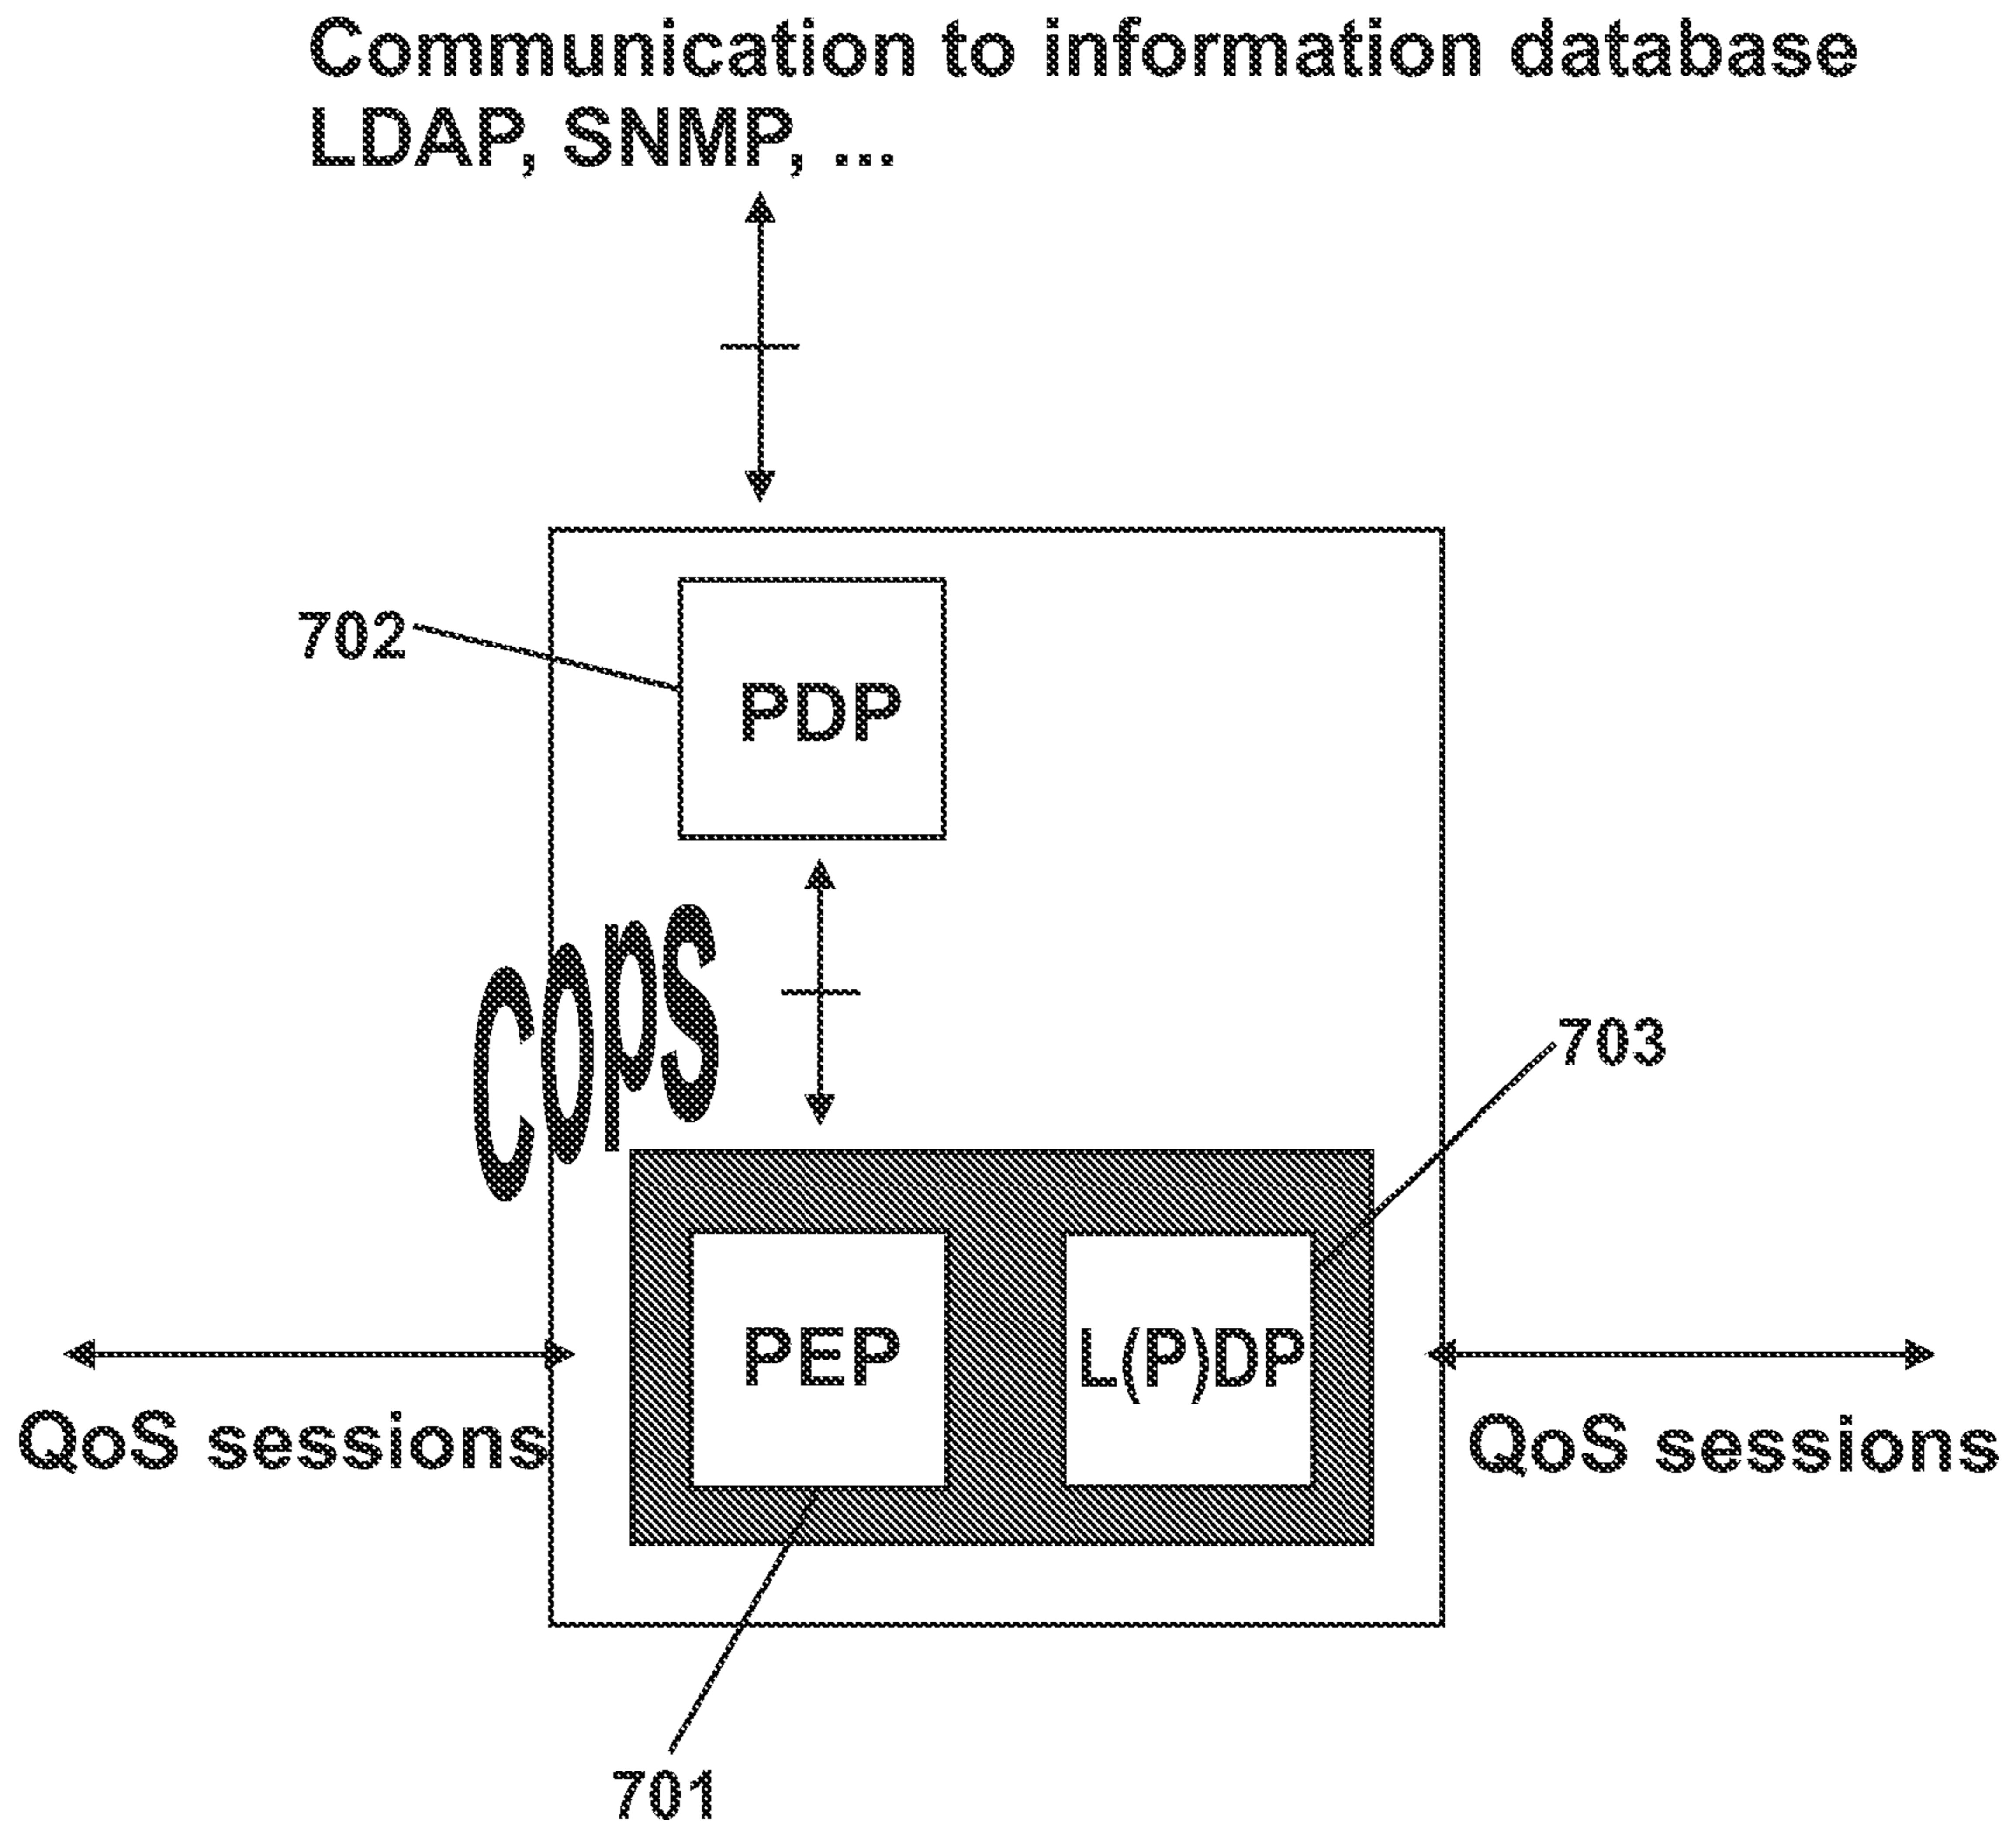 Communication to information database
LDAP, SNMP, ...
702
PDP
cops
703
PEP
L(P)DP
QoS sessions
QoS sessions
701